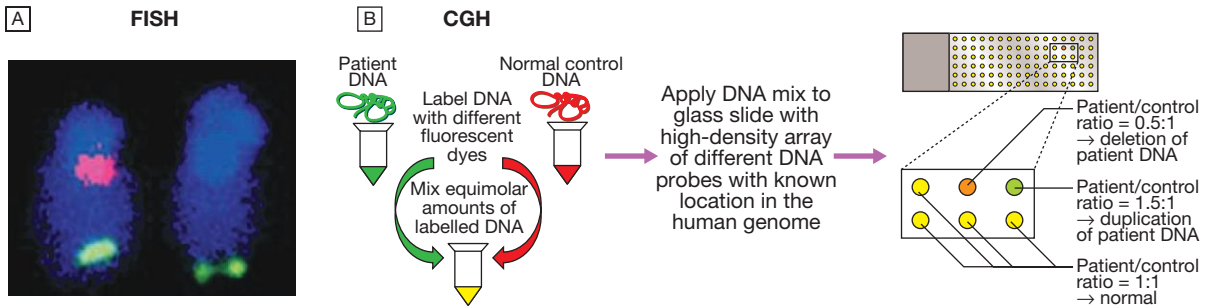 A FISH
B CGH
Patient
DNA
Normal control
DNA
Label DNA
with different
fluorescent
dyes
Mix equimolar
amounts of
labelled DNA
Apply DNA mix to
glass slide with
high-density array
of different DNA
probes with known
location in the
human genome
Patient/control
ratio = 0.5:1
→ deletion of
patient DNA
Patient/control
ratio = 1.5:1
→ duplication
of patient DNA
Patient/control
ratio = 1:1
→ normal